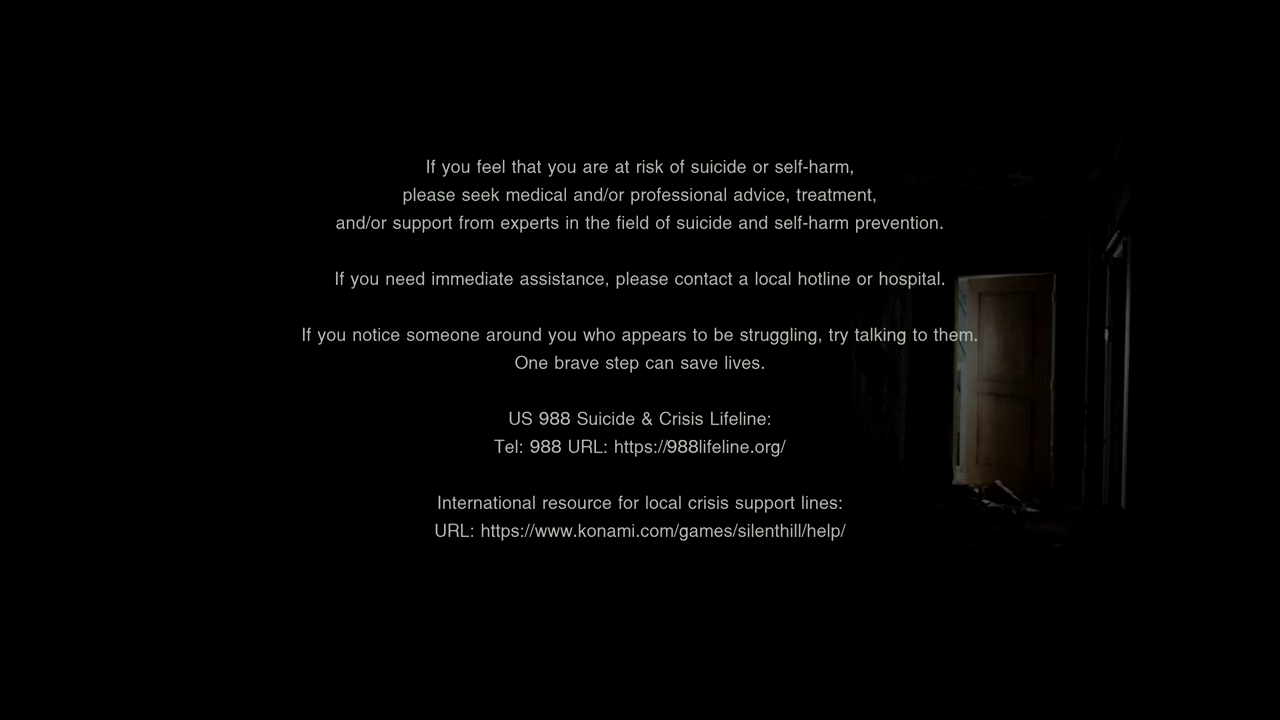 If you feel that you are at risk of suicide or self-harm,
please seek medical and/or professional advice, treatment,
and/or support from experts in the field of suicide and self-harm prevention.
If you need immediate assistance, please contact a local hotline or hospital.
If you notice someone around you who appears to be struggling, try talking to them.
One brave step can save lives.
US 988 Suicide & Crisis Lifeline:
Tel: 988 URL: https://988lifeline.org/
International resource for local crisis support lines:
URL: https://www.konami.com/games/silenthill/help/